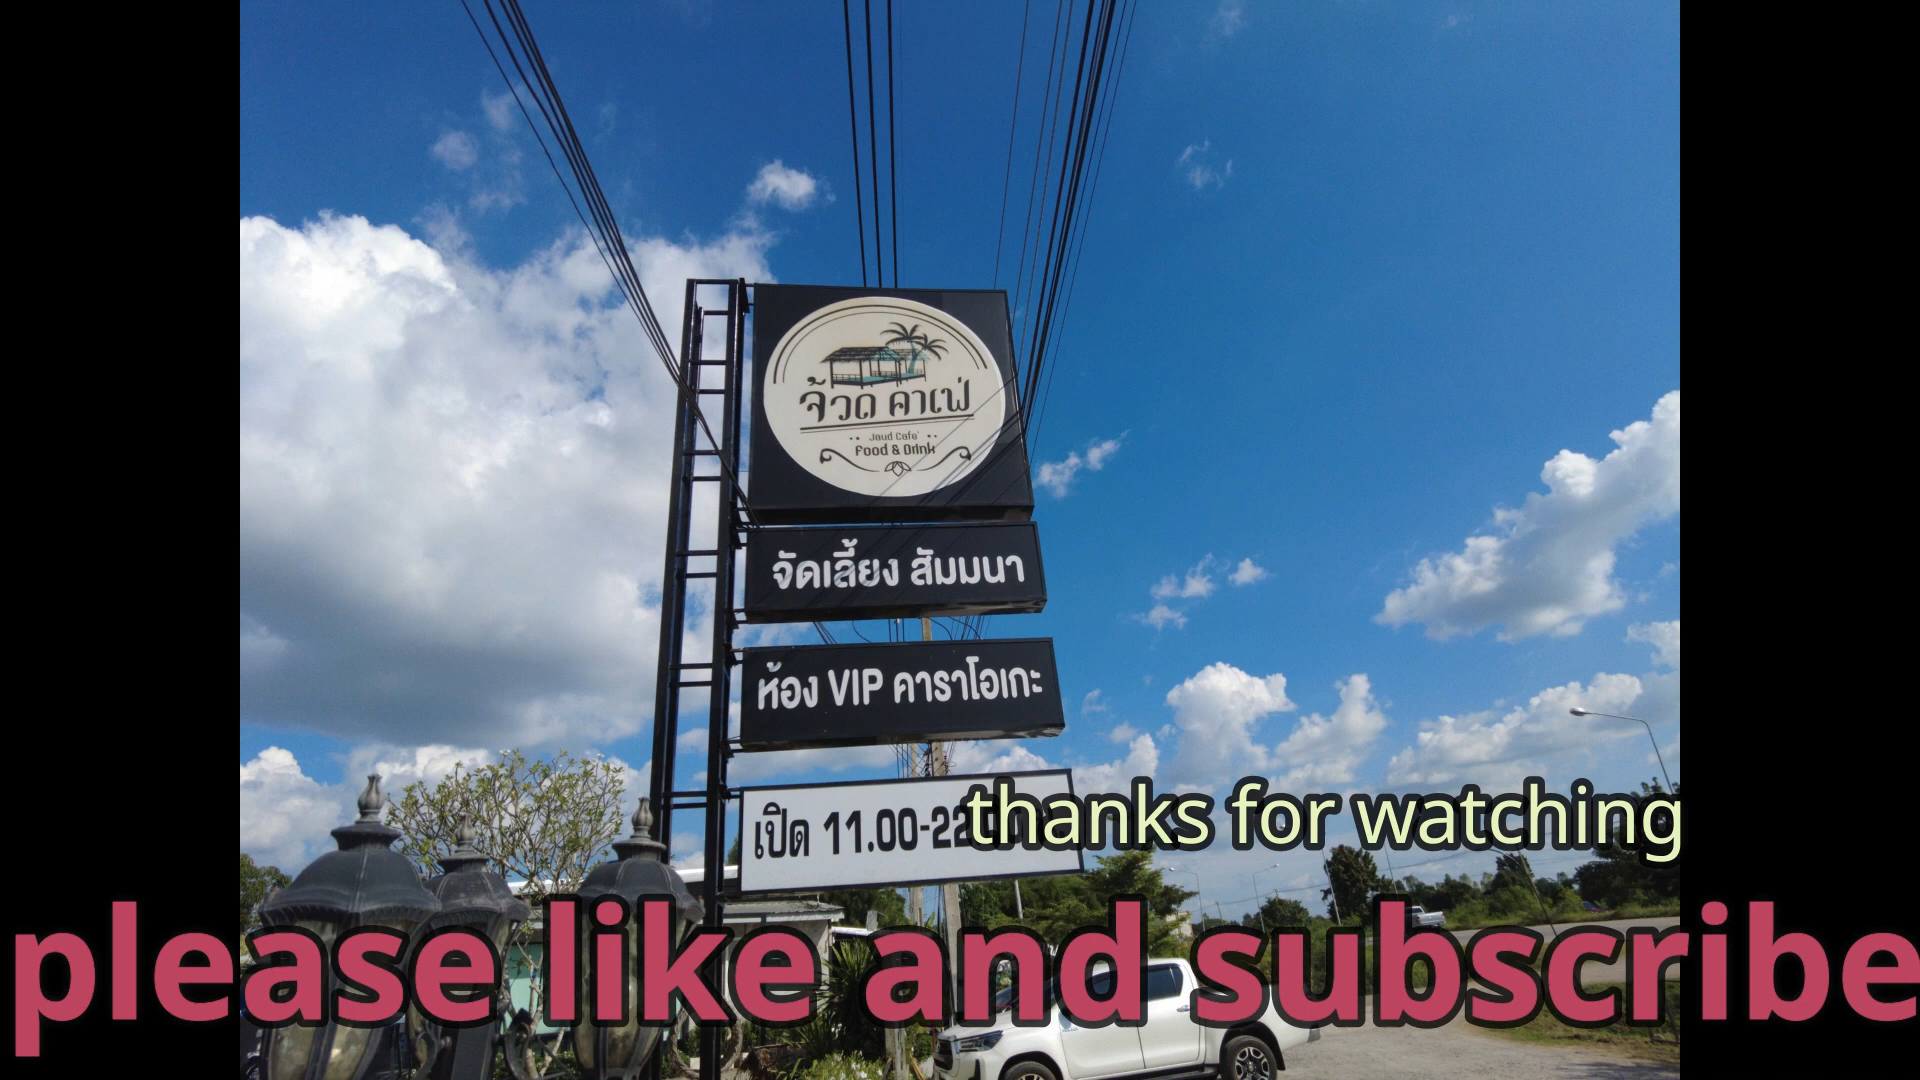 จ้วด คาเฟ่
Jaud Cafe'
Food & Drink
จัดเลี้ยง สัมมนา
ห้อง VIP คาราโอเกะ
เปิด 11.00-22
thanks for watching
please like and subscribe